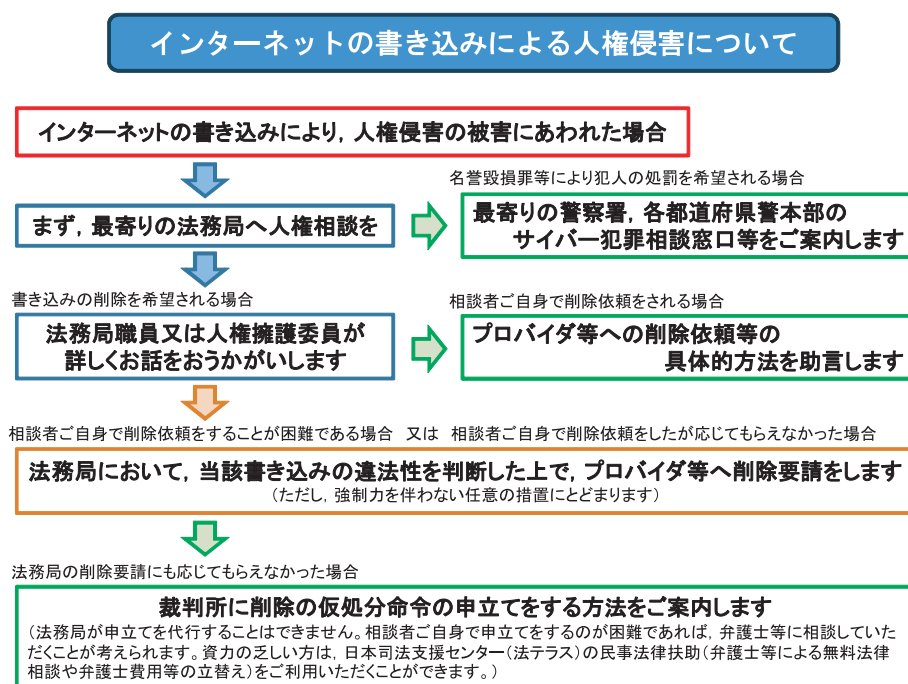 インターネットの書き込みによる人権侵害について
インターネットの書き込みにより，人権侵害の被害にあわれた場合
名誉毀損罪等により犯人の処罰を希望される場合
まず，最寄りの法務局へ人権相談を
最寄りの警察署，各都道府県警本部の
サイバー犯罪相談窓口等をご案内します
書き込みの削除を希望される場合
相談者ご自身で削除依頼をされる場合
法務局職員又は人権擁護委員が
詳しくお話をおうかがいします
プロバイダ等への削除依頼等の
具体的方法を助言します
相談者ご自身で削除依頼をすることが困難である場合　又は　相談者ご自身で削除依頼をしたが応じてもらえなかった場合
法務局において，当該書き込みの違法性を判断した上で，プロバイダ等へ削除要請をします
（ただし，強制力を伴わない任意の措置にとどまります）
法務局の削除要請にも応じてもらえなかった場合
裁判所に削除の仮処分命令の申立てをする方法をご案内します
（法務局が申立てを代行することはできません。相談者ご自身で申立てをするのが困難であれば，弁護士等に相談していた
だくことが考えられます。資力の乏しい方は，日本司法支援センター（法テラス）の民事法律扶助（弁護士等による無料法律
相談や弁護士費用等の立替え）をご利用いただくことができます。）